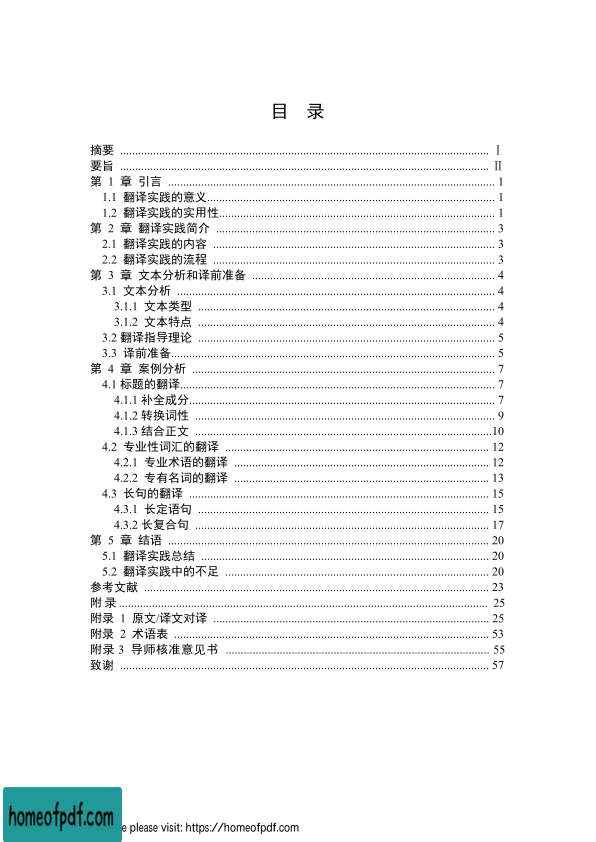 目 录
摘要 ........ Ⅰ
要旨 ........ Ⅱ
第 1 章 引言 ........ 1
1.1 翻译实践的意义........ 1
1.2 翻译实践的实用性........ 1
第 2 章 翻译实践简介 ........ 3
2.1 翻译实践的内容 ........ 3
2.2 翻译实践的流程 ........ 3
第 3 章 文本分析和译前准备 ........ 4
3.1 文本分析 ........ 4
3.1.1 文本类型 ........ 4
3.1.2 文本特点 ........ 4
3.2 翻译指导理论 ........ 5
3.3 译前准备........ 5
第 4 章 案例分析 ........ 7
4.1 标题的翻译........ 7
4.1.1 补全成分........ 7
4.1.2 转换词性 ........ 9
4.1.3 结合正文 ........ 10
4.2 专业性词汇的翻译 ........ 12
4.2.1 专业术语的翻译 ........ 12
4.2.2 专有名词的翻译 ........ 13
4.3 长句的翻译 ........ 15
4.3.1 长定语句 ........ 15
4.3.2 长复合句 ........ 17
第 5 章 结语 ........ 20
5.1 翻译实践总结 ........ 20
5.2 翻译实践中的不足 ........ 20
参考文献 ........ 23
附 录 ........ 25
附录 1 原文/译文对译 ........ 25
附录 2 术语表 ........ 53
附录 3 导师核准意见书 ........ 55
致谢 ........ 57
homeofpdf.com
please visit: https://homeofpdf.com